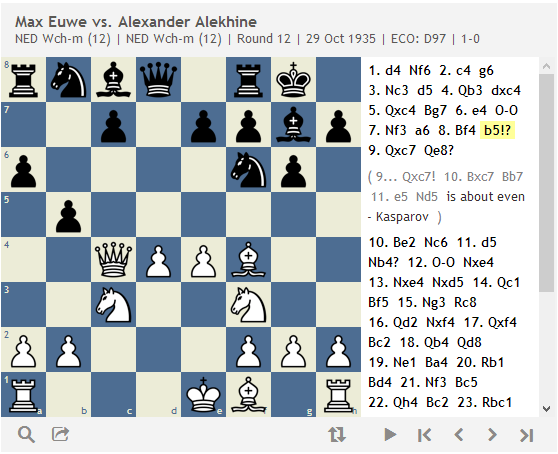 Max Euwe vs. Alexander Alekhine
NED Wch-m (12) | NED Wch-m (12) | Round 12 | 29 Oct 1935 | ECO: D97 | 1-0
1. d4 Nf6 2. c4 g6
3. Nc3 d5 4. Qb3 dxc4
5. Qxc4 Bg7 6. e4 O-O
7. Nf3 a6 8. Bf4 b5!?
9. Qxc7 Qe8?
( 9... Qxc7! 10. Bxc7 Bb7
11. e5 Nd5 is about even
- Kasparov )
10. Be2 Nc6 11. d5
Nb4? 12. O-O Nxe4
13. Nxe4 Nxd5 14. Qc1
Bf5 15. Ng3 Rc8
16. Qd2 Nxf4 17. Qxf4
Bc2 18. Qb4 Qd8
19. Ne1 Ba4 20. Rb1
Bd4 21. Nf3 Bc5
22. Qh4 Bc2 23. Rbc1
8
7
6
5
4
3
2
1
a b c d e f g h